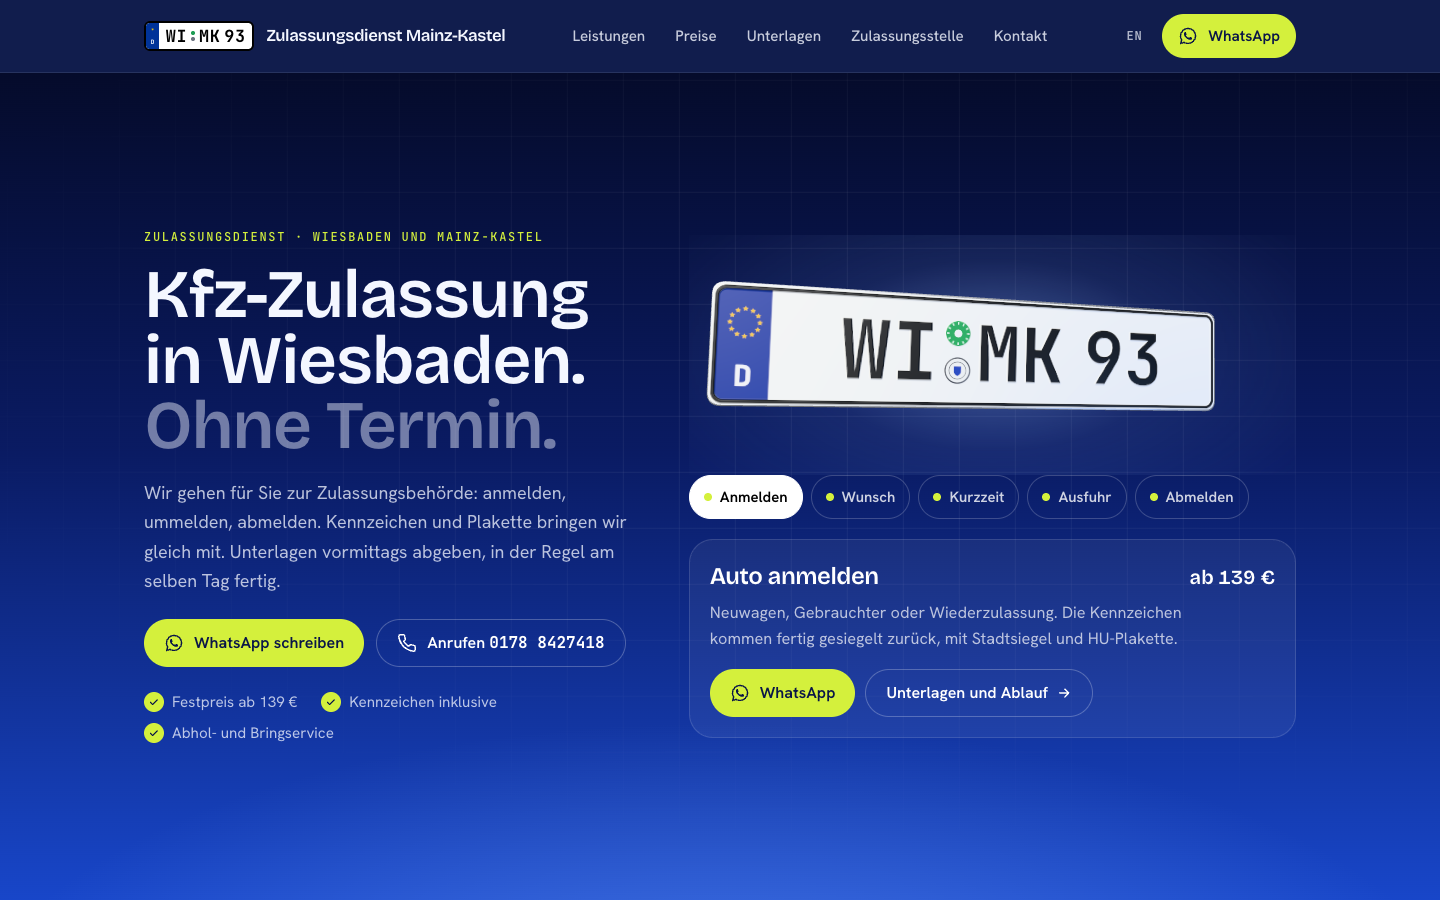 D
WI MK 93
Zulassungsdienst Mainz-Kastel
Leistungen
Preise
Unterlagen
Zulassungsstelle
Kontakt
EN
WhatsApp
ZULASSUNGSDIENST · WIESBADEN UND MAINZ-KASTEL
Kfz-Zulassung
in Wiesbaden.
Ohne Termin.
Wir gehen für Sie zur Zulassungsbehörde: anmelden,
ummelden, abmelden. Kennzeichen und Plakette bringen wir
gleich mit. Unterlagen vormittags abgeben, in der Regel am
selben Tag fertig.
WhatsApp schreiben
Anrufen 0178 8427418
Festpreis ab 139 €
Kennzeichen inklusive
Abhol- und Bringservice
D
WI MK 93
Anmelden
Wunsch
Kurzzeit
Ausfuhr
Abmelden
Auto anmelden
ab 139 €
Neuwagen, Gebrauchter oder Wiederzulassung. Die Kennzeichen
kommen fertig gesiegelt zurück, mit Stadtsiegel und HU-Plakette.
WhatsApp
Unterlagen und Ablauf →